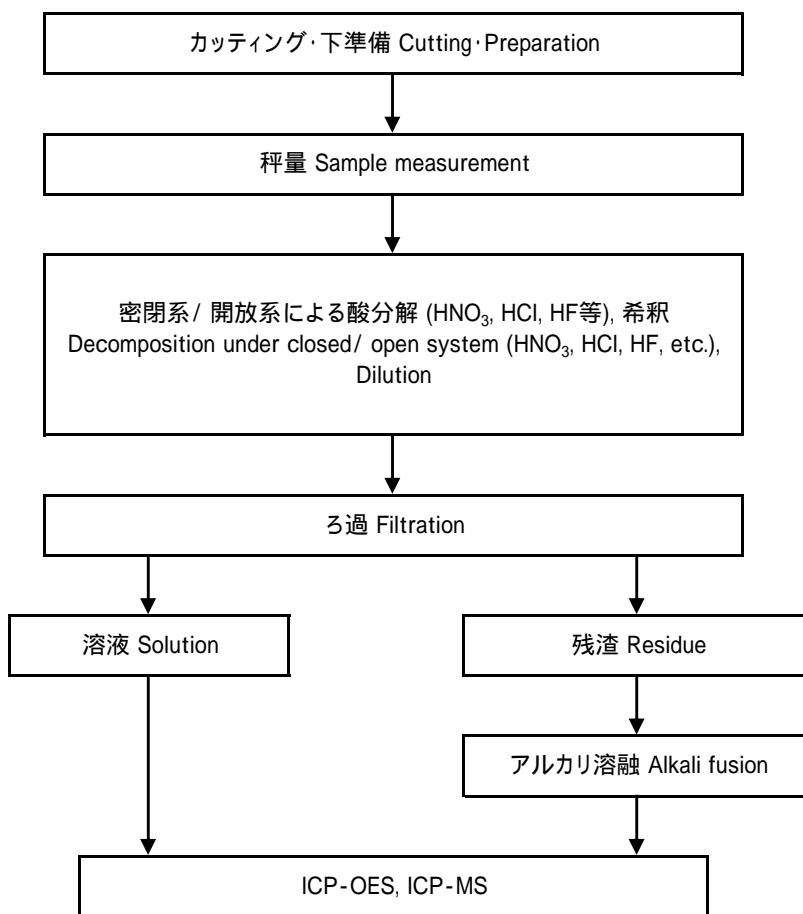 カッティング・下準備 Cutting・Preparation
秤量 Sample measurement
密閉系/ 開放系による酸分解 (HNO₃, HCl, HF等), 希釈
Decomposition under closed/ open system (HNO₃, HCl, HF, etc.),
Dilution
ろ過 Filtration
溶液 Solution
残渣 Residue
アルカリ溶融 Alkali fusion
ICP-OES, ICP-MS